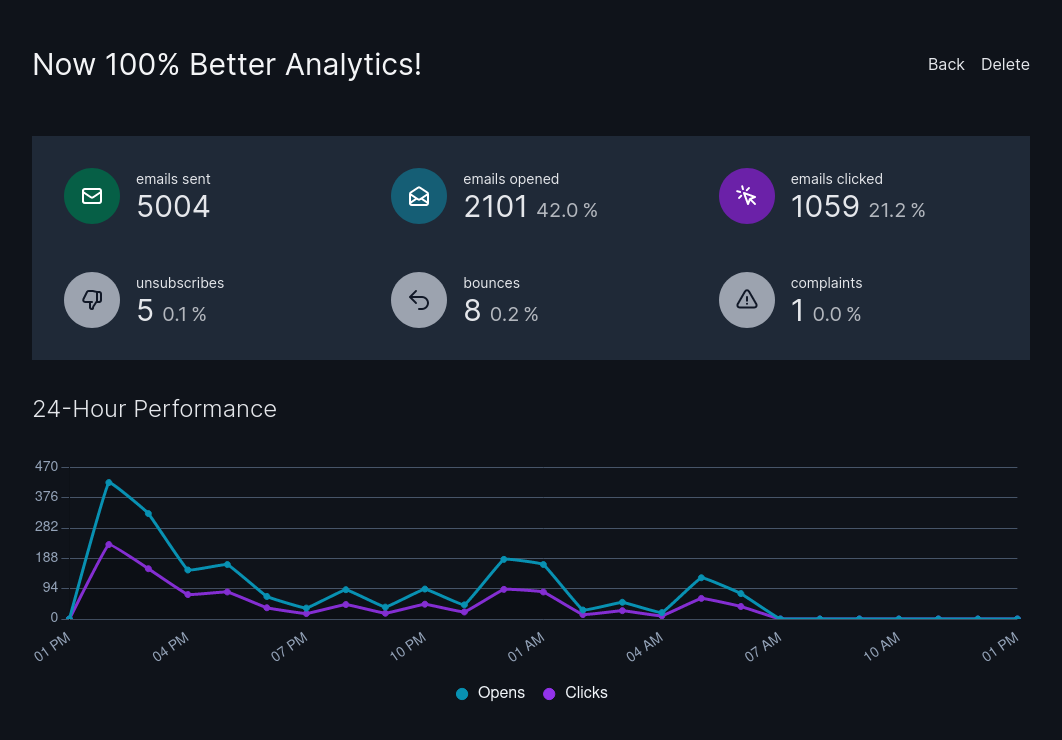 Now 100% Better Analytics!
Back Delete
emails sent
5004
emails opened
2101 42.0 %
emails clicked
1059 21.2 %
unsubscribes
5 0.1 %
bounces
8 0.2 %
complaints
1 0.0 %
24-Hour Performance
470
376
282
188
94
0
01 PM 04 PM 07 PM 10 PM 01 AM 04 AM 07 AM 10 AM 01 PM
Opens Clicks